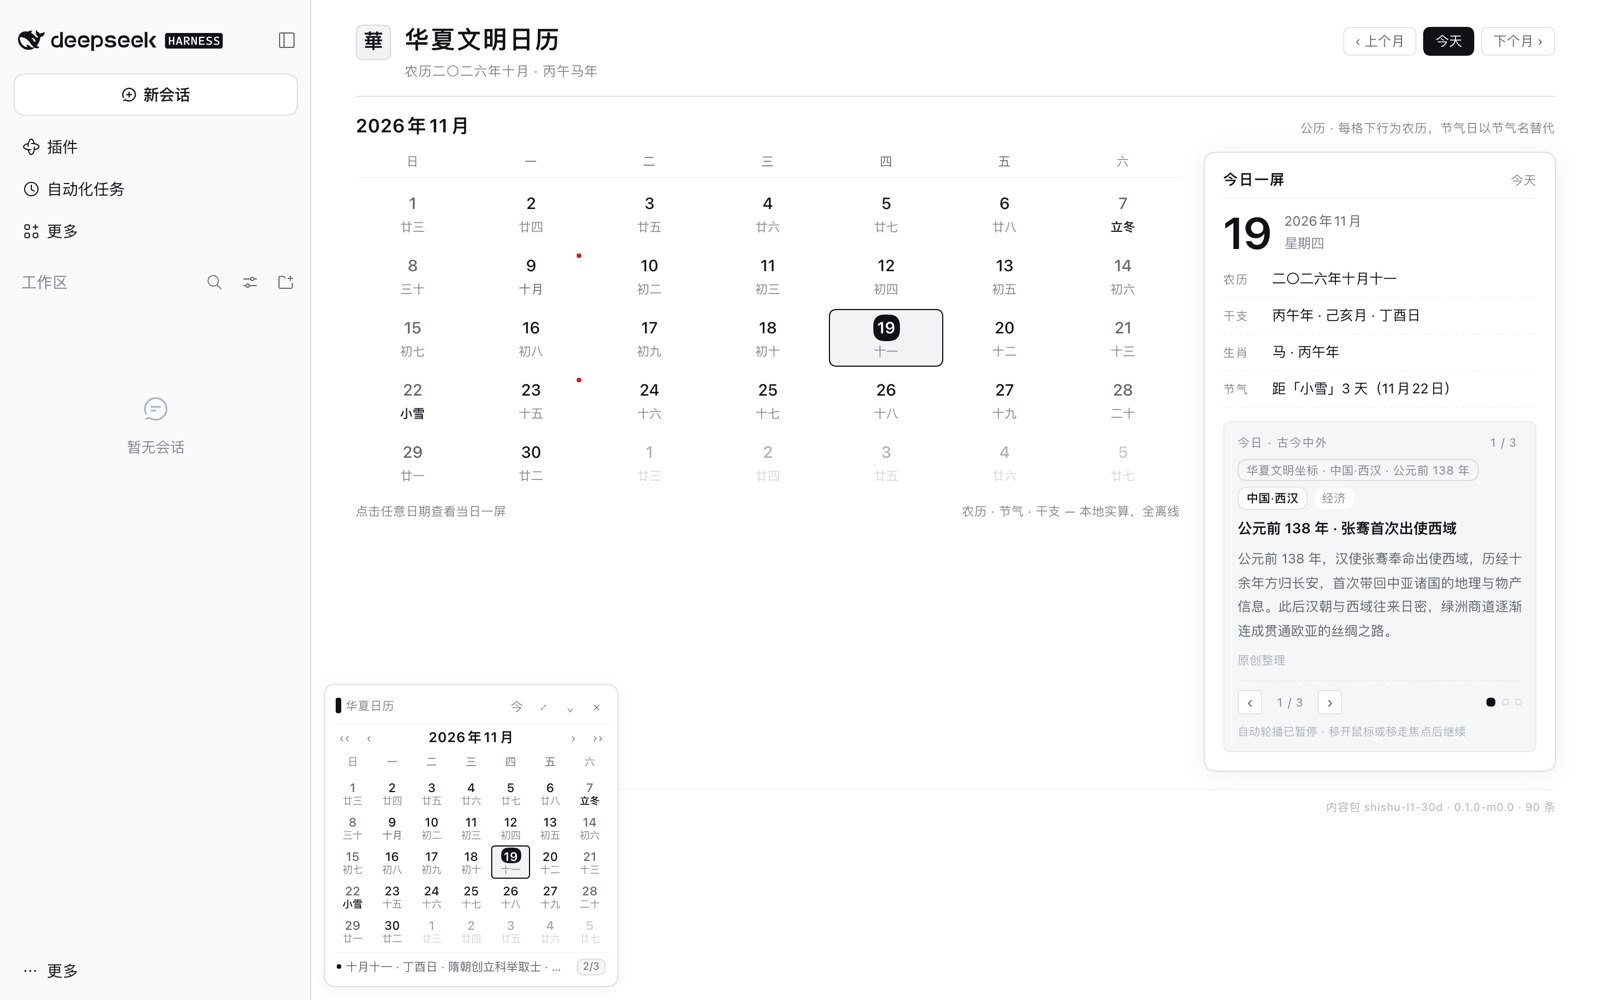 deepseek HARNESS
新会话
插件
自动化任务
更多
工作区
暂无会话
… 更多
華 华夏文明日历
农历二〇二六年十月 · 丙午马年
‹ 上个月 今天 下个月 ›
2026年11月
公历 · 每格下行为农历，节气日以节气名替代
日 一 二 三 四 五 六
1 2 3 4 5 6 7
廿三 廿四 廿五 廿六 廿七 廿八 立冬
8 9 10 11 12 13 14
三十 十月 初二 初三 初四 初五 初六
15 16 17 18 19 20 21
初七 初八 初九 初十 十一 十二 十三
22 23 24 25 26 27 28
小雪 十五 十六 十七 十八 十九 二十
29 30 1 2 3 4 5
廿一 廿二 廿三 廿四 廿五 廿六 廿七
点击任意日期查看当日一屏
农历 · 节气 · 干支 — 本地实算，全离线
今日一屏 今天
19
2026年11月
星期四
农历 二〇二六年十月十一
干支 丙午年 · 己亥月 · 丁酉日
生肖 马 · 丙午年
节气 距「小雪」3 天（11月22日）
今日 · 古今中外 1 / 3
华夏文明坐标 · 中国·西汉 · 公元前 138 年
中国·西汉 经济
公元前 138 年 · 张骞首次出使西域
公元前 138 年，汉使张骞奉命出使西域，历经十
余年方归长安，首次带回中亚诸国的地理与物产
信息。此后汉朝与西域往来日密，绿洲商道逐渐
连成贯通欧亚的丝绸之路。
原创整理
‹ 1 / 3 ›
自动轮播已暂停 · 移开鼠标或移走焦点后继续
内容包 shishu-l1-30d · 0.1.0-m0.0 · 90 条
华夏日历 今 ×
‹‹ ‹ 2026年11月 › ››
日 一 二 三 四 五 六
1 2 3 4 5 6 7
廿三 廿四 廿五 廿六 廿七 廿八 立冬
8 9 10 11 12 13 14
三十 十月 初二 初三 初四 初五 初六
15 16 17 18 19 20 21
初七 初八 初九 初十 十一 十二 十三
22 23 24 25 26 27 28
小雪 十五 十六 十七 十八 十九 二十
29 30 1 2 3 4 5
廿一 廿二 廿三 廿四 廿五 廿六 廿七
十月十一 · 丁酉日 · 隋朝创立科举取士 · ... 2/3